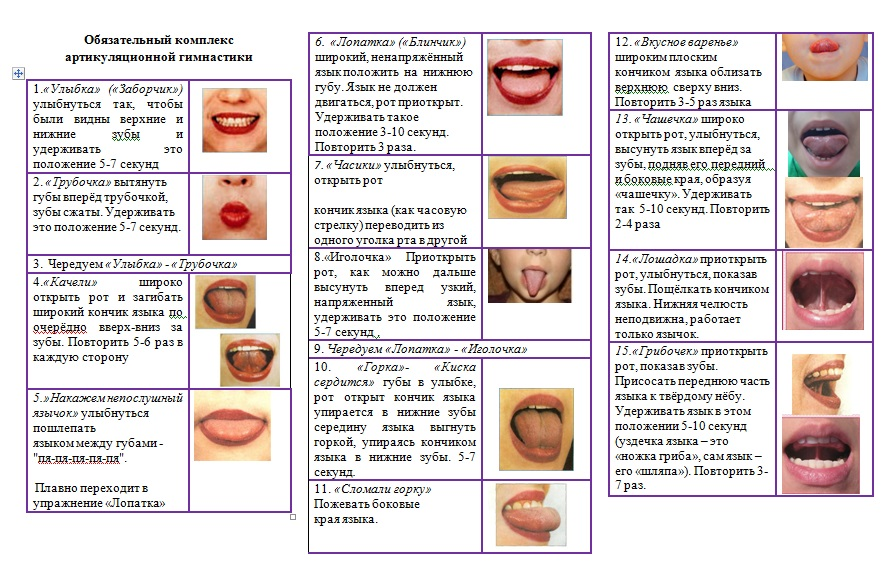 Обязательный комплекс
артикуляционной гимнастики
1.«Улыбка» («Заборчик»)
улыбнуться так, чтобы
были видны верхние и
нижние зубы и
удерживать это
положение 5-7 секунд
2. «Трубочка» вытянуть
губы вперёд трубочкой,
зубы сжаты. Удерживать
это положение 5-7 секунд.
3. Чередуем «Улыбка» - «Трубочка»
4.«Качели» широко
открыть рот и загибать
широкий кончик языка по
очерёдно вверх-вниз за
зубы. Повторить 5-6 раз в
каждую сторону
5.»Накажем непослушный
язычок» улыбнуться
пошлепать
языком между губами -
"пя-пя-пя-пя-пя".
Плавно переходит в
упражнение «Лопатка»
6. «Лопатка» («Блинчик»)
широкий, ненапряжённый
язык положить на нижнюю
губу. Язык не должен
двигаться, рот приоткрыт.
Удерживать такое
положение 3-10 секунд.
Повторить 3 раза.
7. «Часики» улыбнуться,
открыть рот
кончик языка (как часовую
стрелку) переводить из
одного уголка рта в другой
8.«Иголочка» Приоткрыть
рот, как можно дальше
высунуть вперед узкий,
напряженный язык,
удерживать это положение
5-7 секунд..
9. Чередуем «Лопатка» - «Иголочка»
10. «Горка»- «Киска
сердится» губы в улыбке,
рот открыт кончик языка
упирается в нижние зубы
середину языка выгнуть
горкой, упираясь кончиком
языка в нижние зубы. 5-7
секунд.
11. «Сломали горку»
Пожевать боковые
края языка.
12.«Вкусное варенье»
широким плоским
кончиком языка облизать
верхнюю сверху вниз.
Повторить 3-5 раз языка
13. «Чашечка» широко
открыть рот, улыбнуться,
высунуть язык вперёд за
зубы, подняв его передний
и боковые края, образуя
«чашечку». Удерживать
так 5-10 секунд. Повторить
2-4 раза
14.«Лошадка» приоткрыть
рот, улыбнуться, показав
зубы. Пощёлкать кончиком
языка. Нижняя челюсть
неподвижна, работает
только язычок.
15.«Грибочек» приоткрыть
рот, показав зубы.
Присосать переднюю часть
языка к твёрдому нёбу.
Удерживать язык в этом
положении 5-10 секунд
(уздечка языка – это
«ножка гриба», сам язык –
его «шляпа»). Повторить 3-
7 раз.